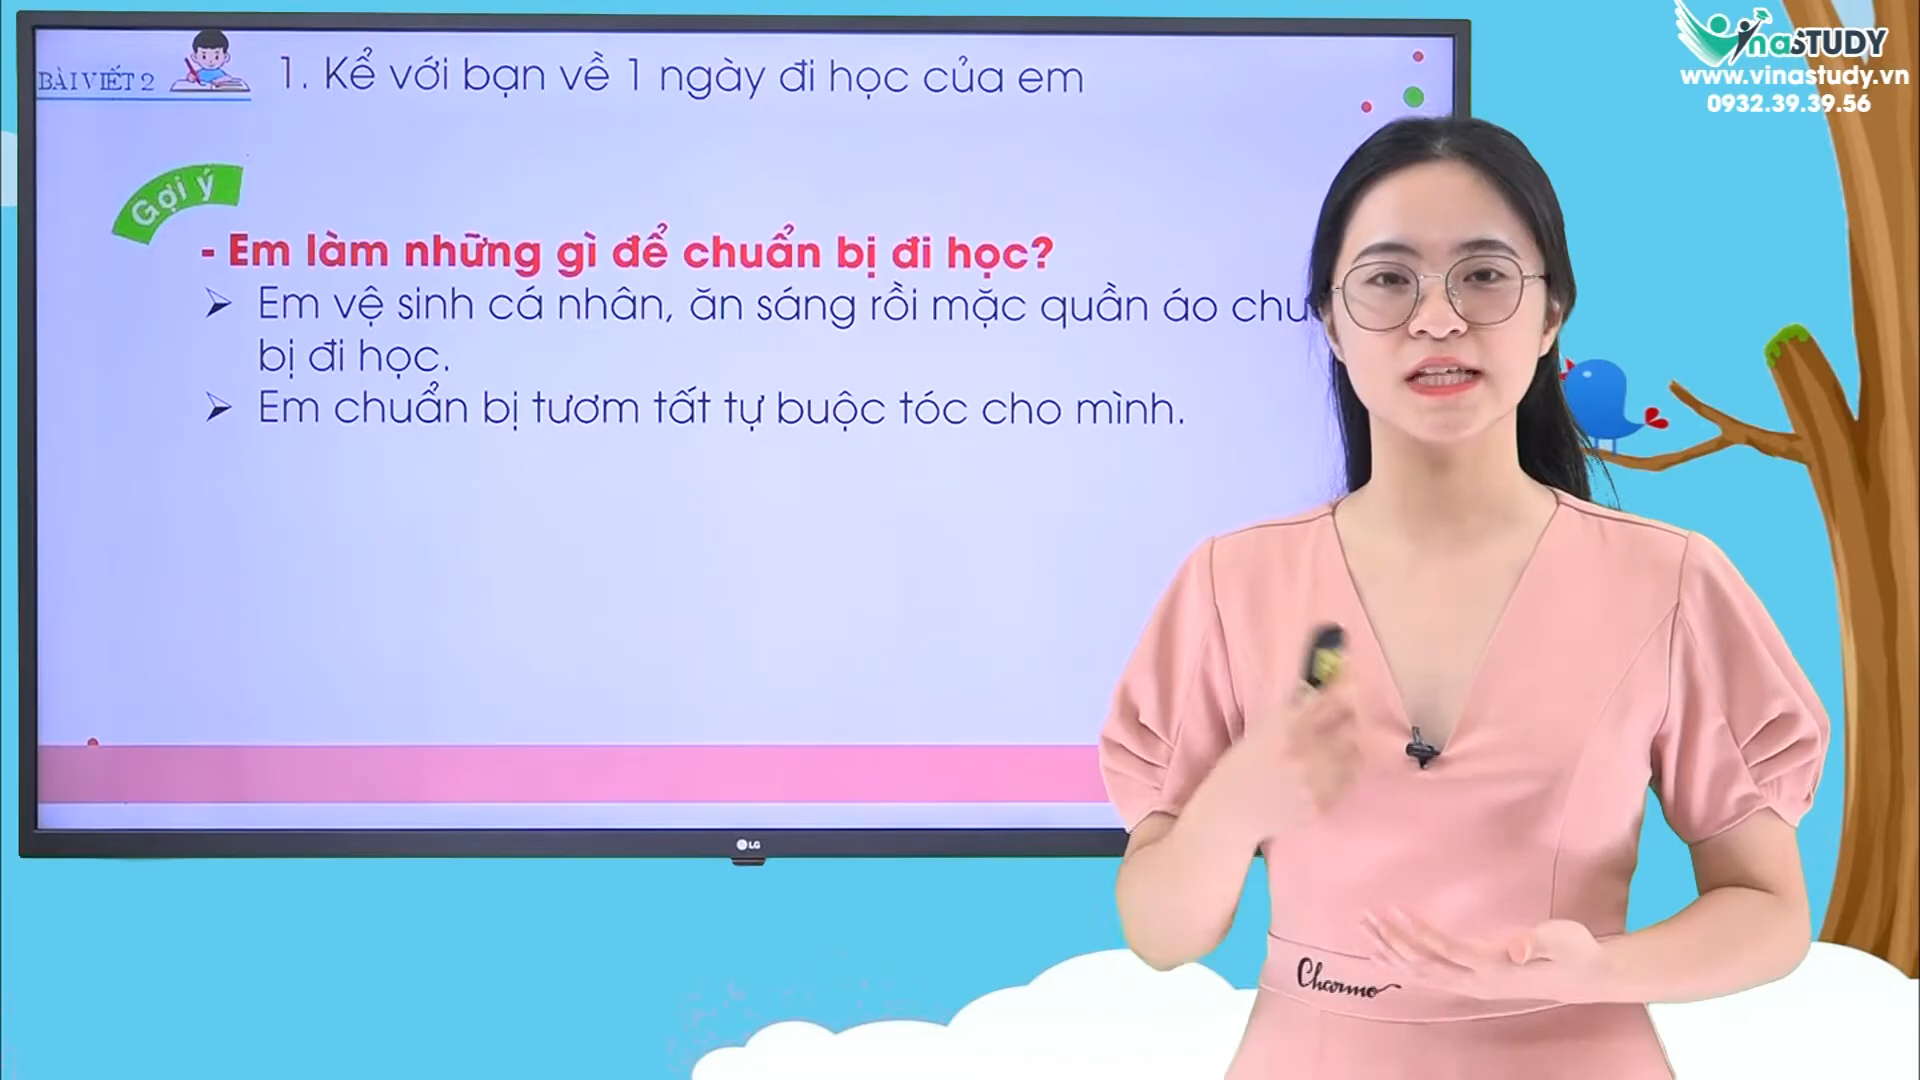 BÀI VIẾT 2
1. Kể với bạn về 1 ngày đi học của em
Gợi ý
- Em làm những gì để chuẩn bị đi học?
➢ Em vệ sinh cá nhân, ăn sáng rồi mặc quần áo chu
bị đi học.
➢ Em chuẩn bị tươm tất tự buộc tóc cho mình.
LG
VinaSTUDY
www.vinastudy.vn
0932.39.39.56
Charmo